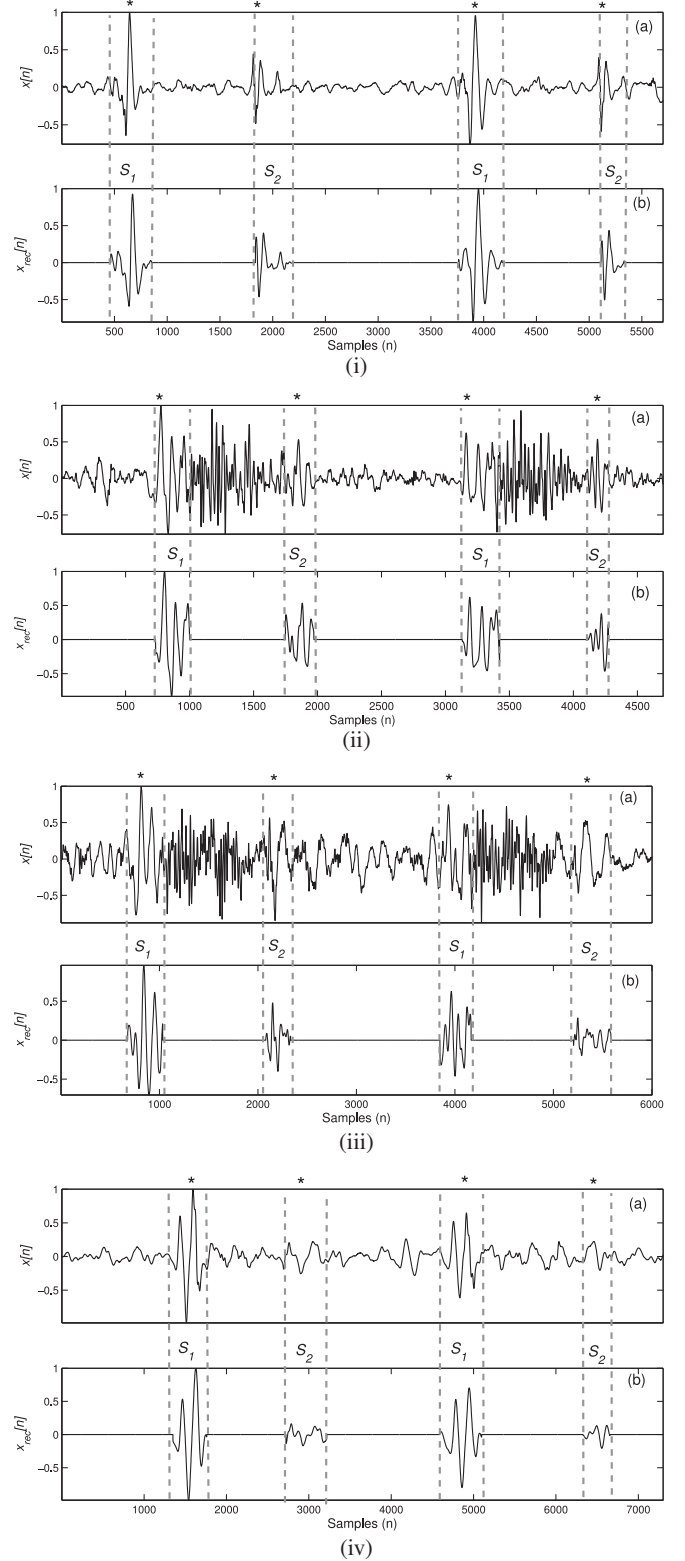 * * * *
(a)
1
0.5
0
−0.5
x[n]
S1 S2 S1 S2
(b)
1
0.5
0
−0.5
xrec[n]
500 1000 1500 2000 2500 3000 3500 4000 4500 5000 5500
Samples (n)
(i)
* * * *
(a)
1
0.5
0
−0.5
x[n]
S1 S2 S1 S2
(b)
1
0.5
0
−0.5
xrec[n]
500 1000 1500 2000 2500 3000 3500 4000 4500
Samples (n)
(ii)
* * * *
(a)
1
0.5
0
−0.5
x[n]
S1 S2 S1 S2
(b)
0.5
0
−0.5
xrec[n]
1000 2000 3000 4000 5000 6000
Samples (n)
(iii)
* * * *
(a)
1
0.5
0
−0.5
x[n]
S1 S2 S1 S2
(b)
1
0.5
0
−0.5
xrec[n]
1000 2000 3000 4000 5000 6000 7000
Samples (n)
(iv)